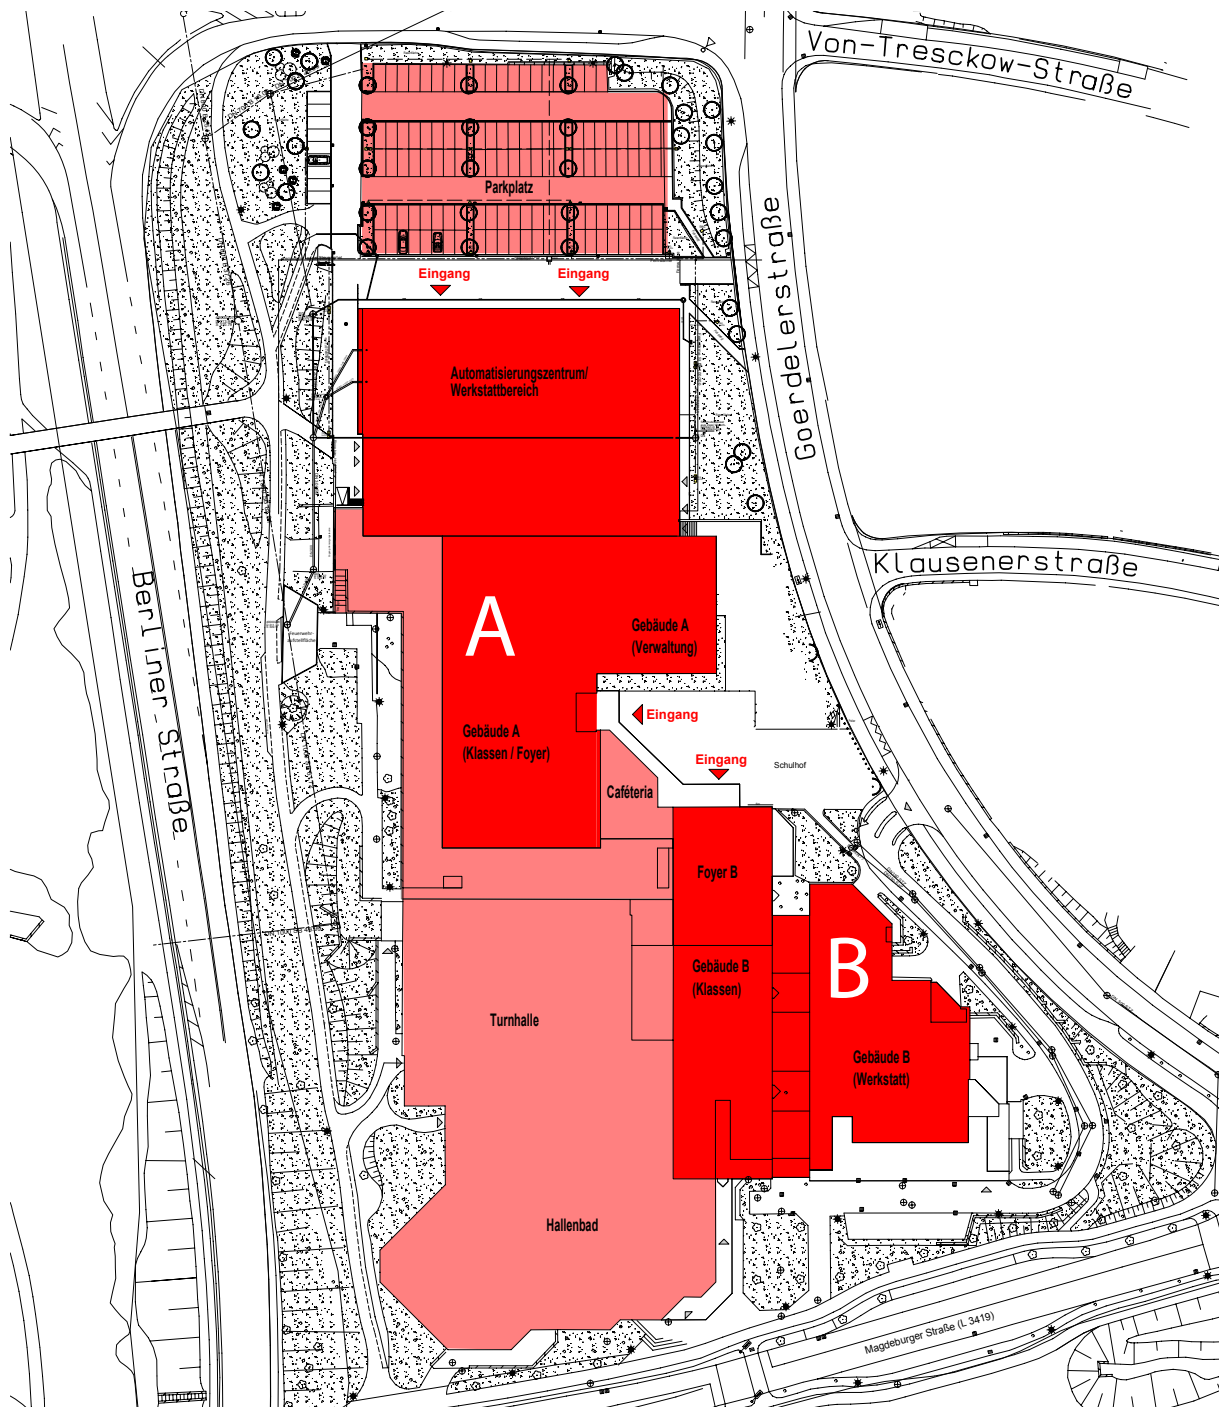 Von-Tresckow-Straße
Parkplatz
Eingang
Eingang
Goerdelerstraße
Automatisierungszentrum/
Werkstattbereich
Klausenerstraße
Berliner-Straße
A
Gebäude A
(Verwaltung)
Eingang
Gebäude A
(Klassen / Foyer)
Eingang
Schulhof
Caféteria
Foyer B
B
Gebäude B
(Klassen)
Turnhalle
Gebäude B
(Werkstatt)
Hallenbad
Magdeburger Straße (L 3419)